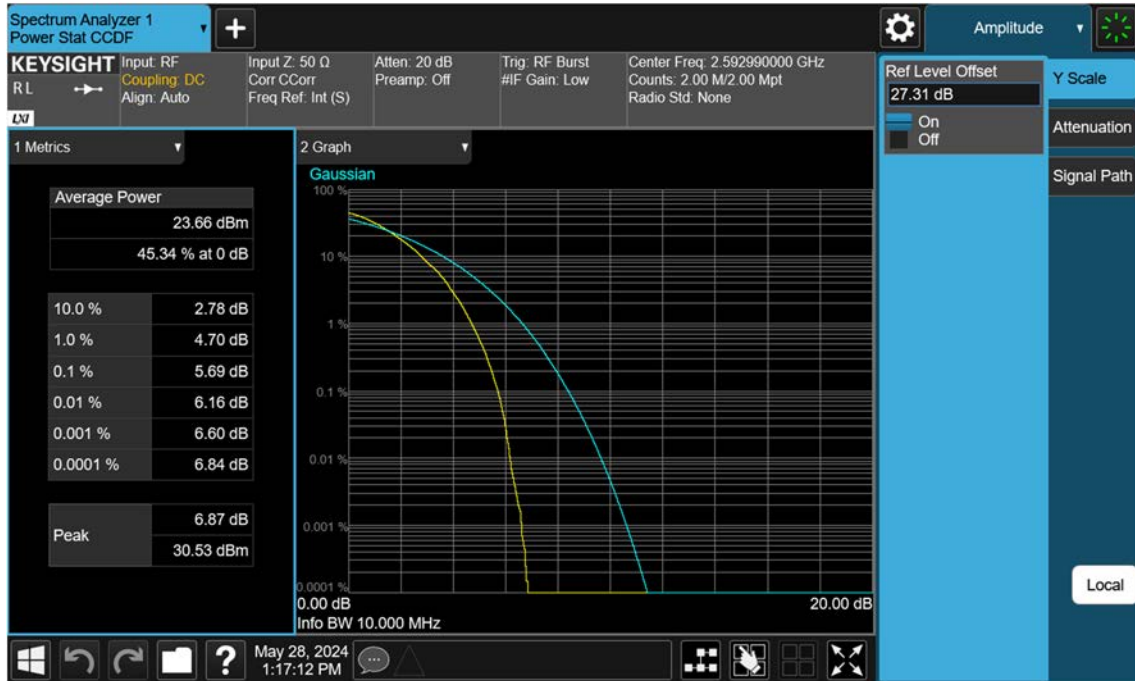 Spectrum Analyzer 1
Power Stat CCDF
Amplitude
KEYSIGHT
R L
LXI
Input: RF
Coupling: DC
Align: Auto
Input Z: 50 Ω
Corr CCorr
Freq Ref: Int (S)
Atten: 20 dB
Preamp: Off
Trig: RF Burst
#IF Gain: Low
Center Freq: 2.592990000 GHz
Counts: 2.00 M/2.00 Mpt
Radio Std: None
Ref Level Offset
27.31 dB
On
Off
Y Scale
Attenuation
Signal Path
1 Metrics
Average Power
23.66 dBm
45.34 % at 0 dB
10.0 % 2.78 dB
1.0 % 4.70 dB
0.1 % 5.69 dB
0.01 % 6.16 dB
0.001 % 6.60 dB
0.0001 % 6.84 dB
Peak 6.87 dB
30.53 dBm
2 Graph
Gaussian
100 %
10 %
1 %
0.1 %
0.01 %
0.001 %
0.0001 %
0.00 dB 20.00 dB
Info BW 10.000 MHz
Local
?
May 28, 2024
1:17:12 PM